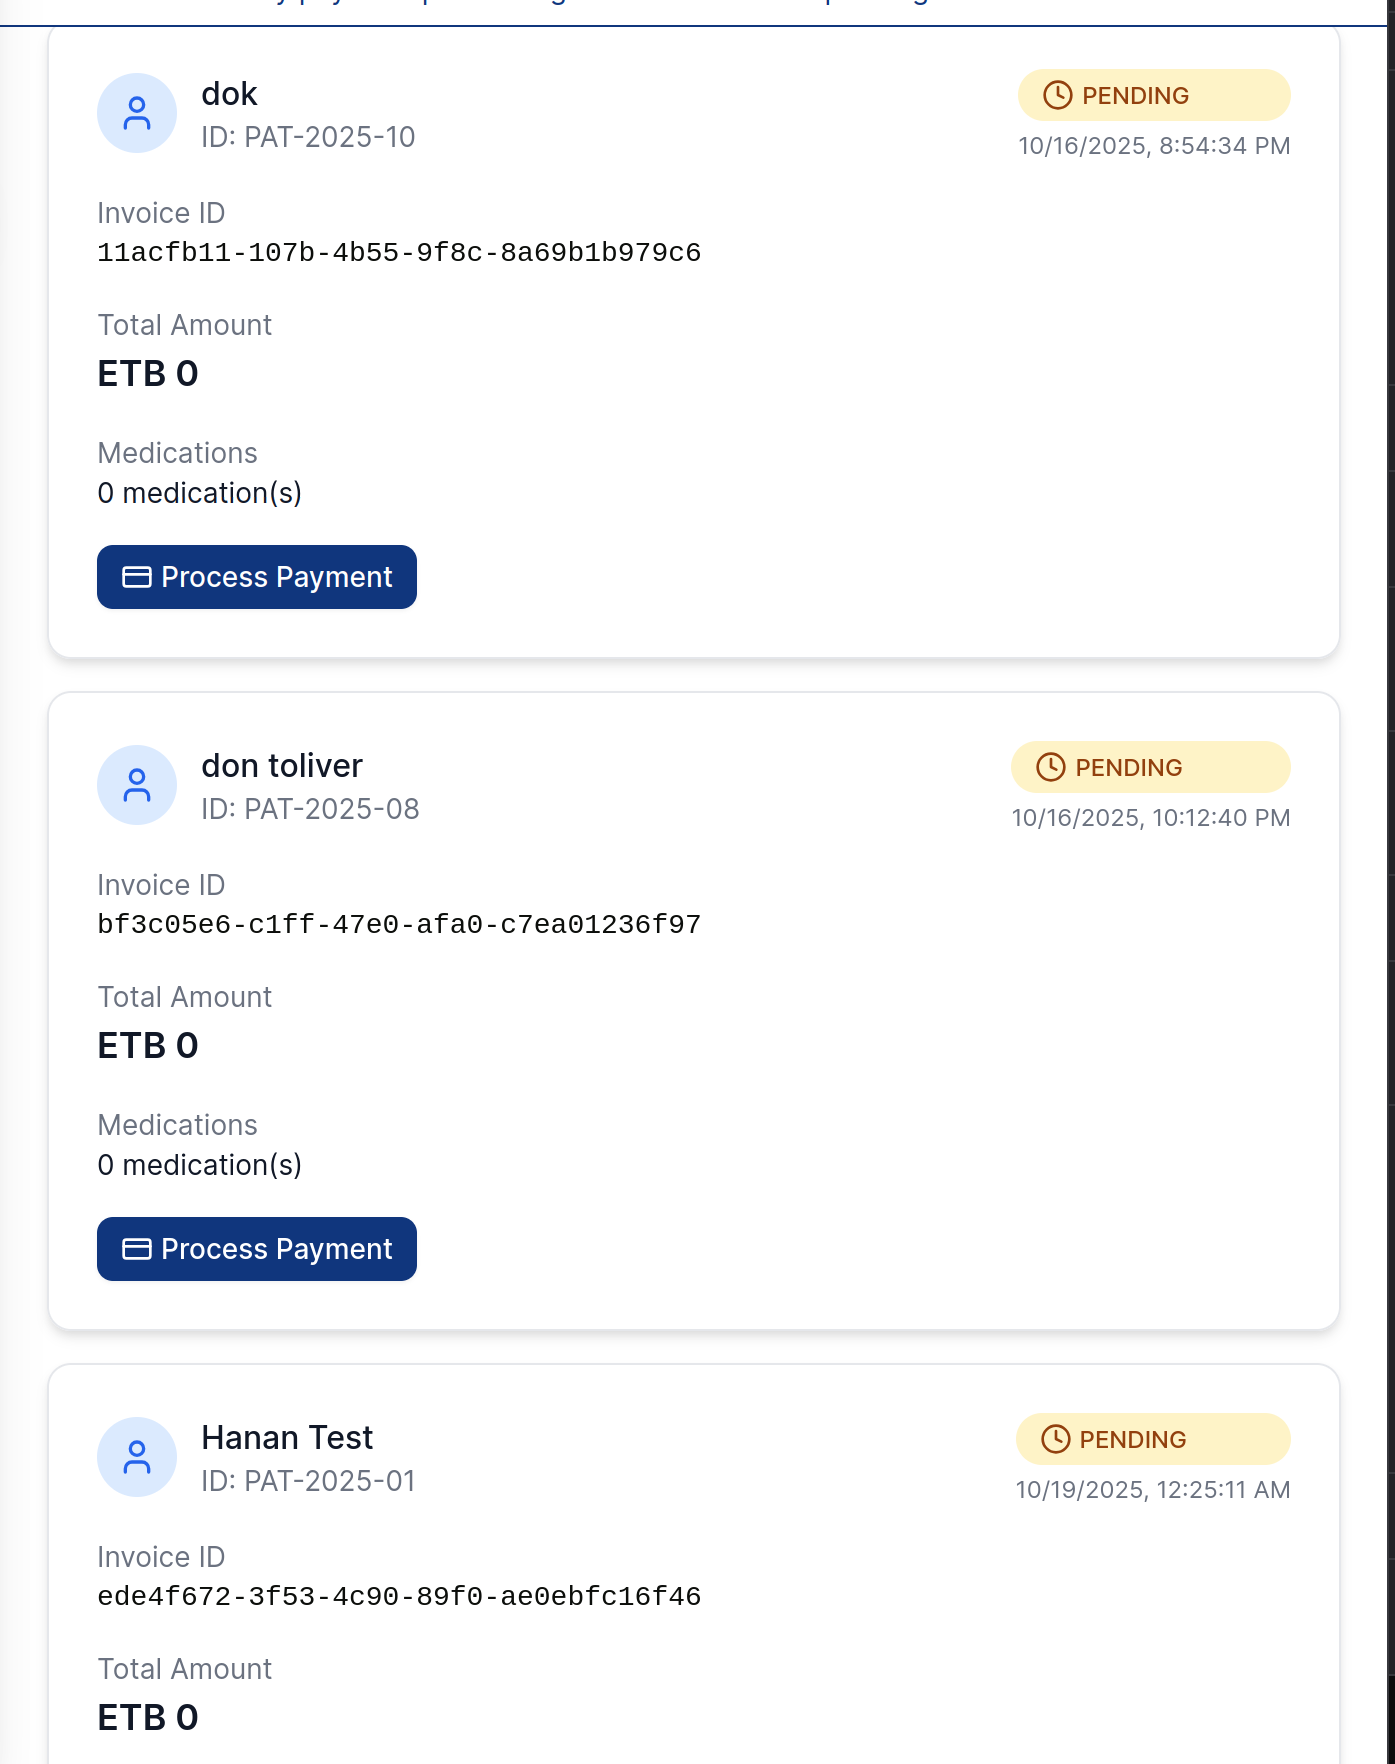 dok
PENDING
ID: PAT-2025-10
10/16/2025, 8:54:34 PM
Invoice ID
11acfb11-107b-4b55-9f8c-8a69b1b979c6
Total Amount
ETB 0
Medications
0 medication(s)
Process Payment
don toliver
PENDING
ID: PAT-2025-08
10/16/2025, 10:12:40 PM
Invoice ID
bf3c05e6-c1ff-47e0-afa0-c7ea01236f97
Total Amount
ETB 0
Medications
0 medication(s)
Process Payment
Hanan Test
PENDING
ID: PAT-2025-01
10/19/2025, 12:25:11 AM
Invoice ID
ede4f672-3f53-4c90-89f0-ae0ebfc16f46
Total Amount
ETB 0